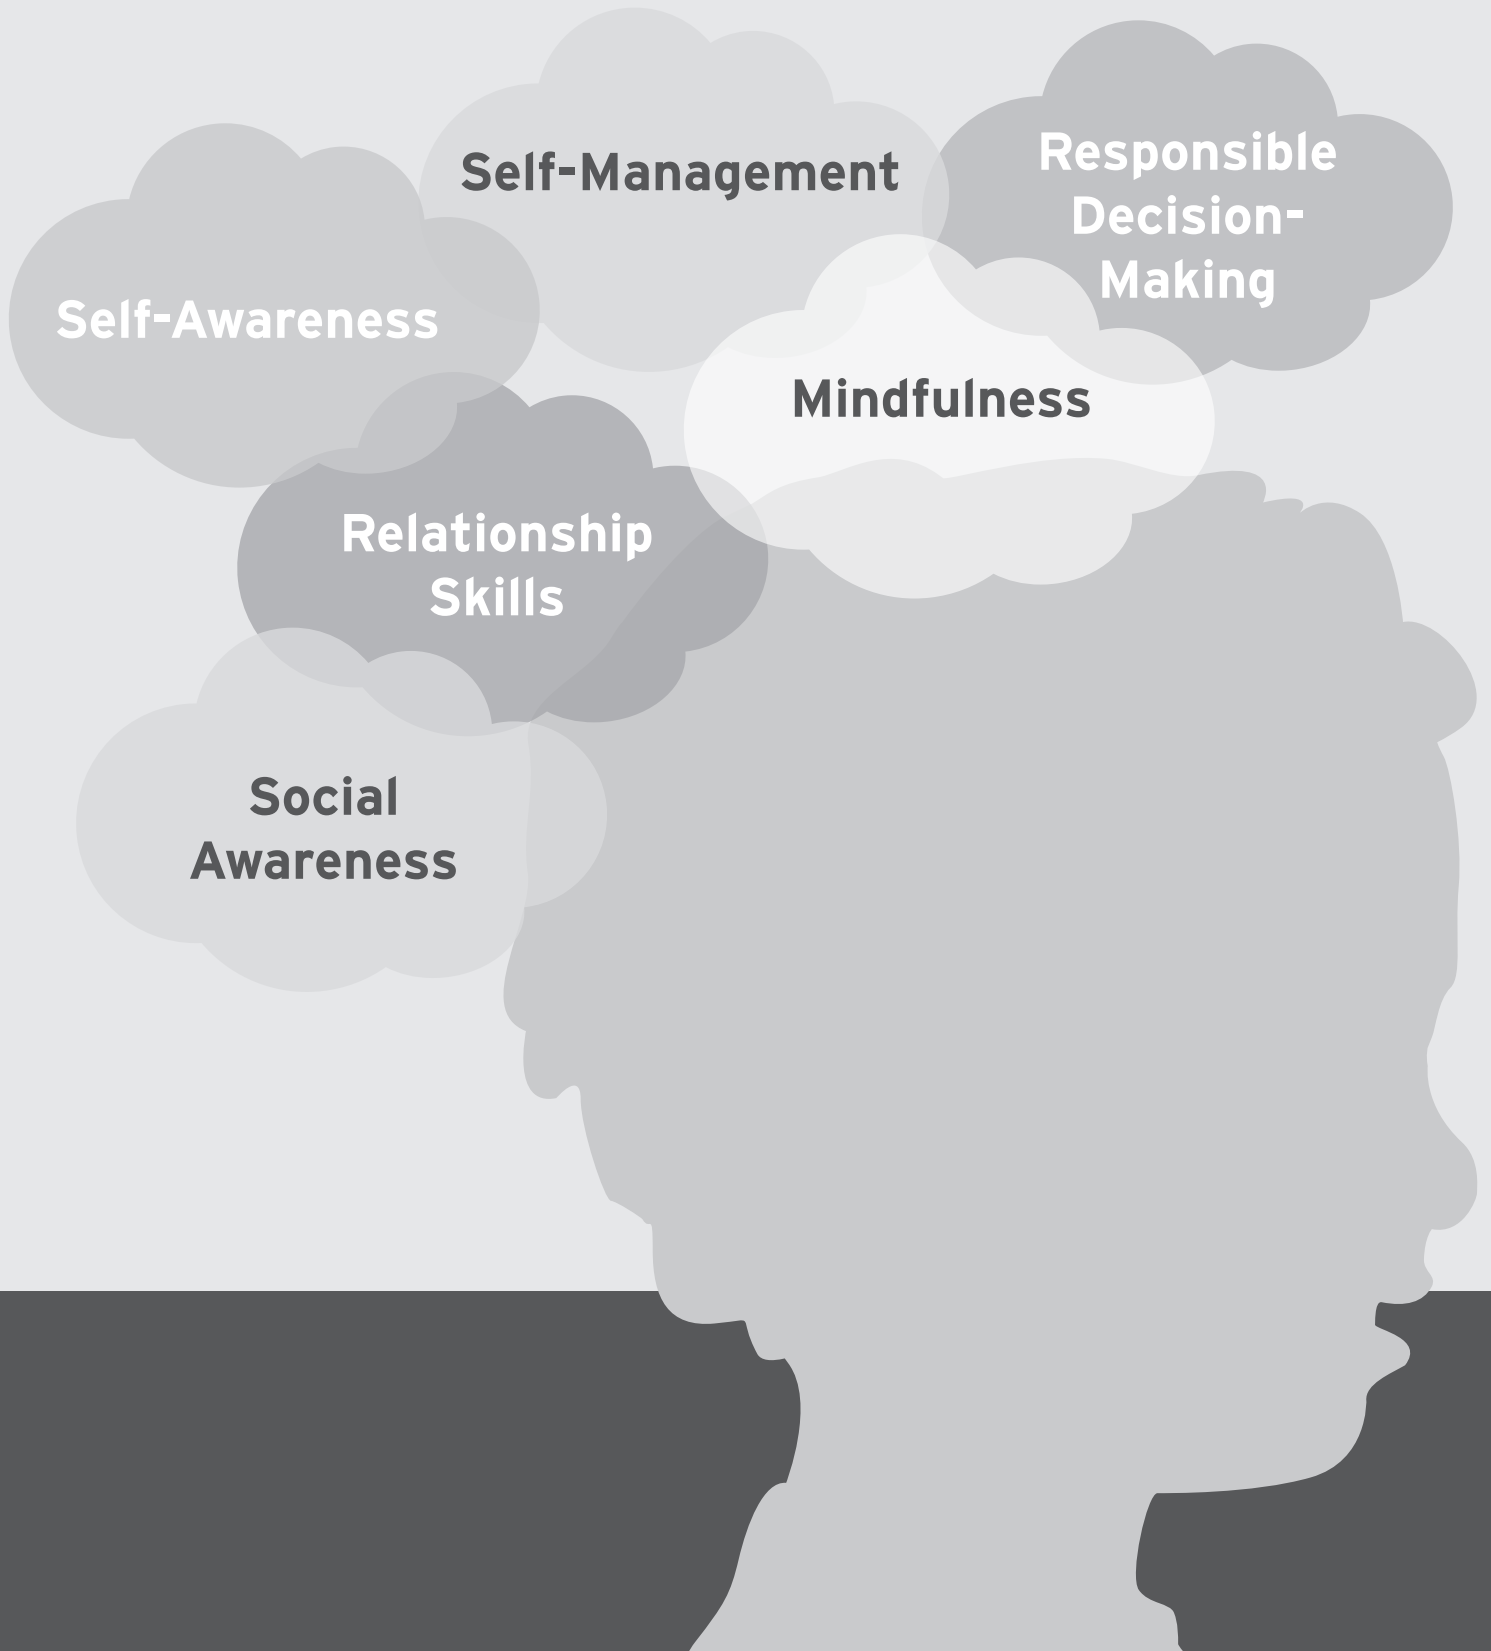 Self-Management
Responsible
Decision-
Making
Self-Awareness
Mindfulness
Relationship
Skills
Social
Awareness